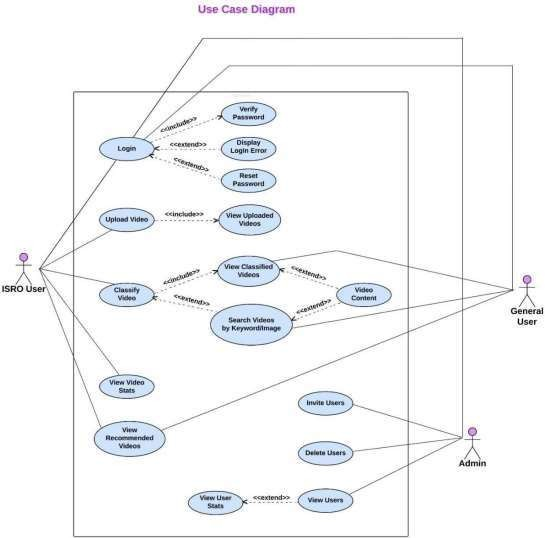 Use Case Diagram
Verify
Password
<<include>>
Login
<<extend>>
Display
Login Error
<<extend>>
Reset
Password
Upload Video
<<include>>
View Uploaded
Videos
ISRO User
Classify
Video
<<include>>
View Classified
Videos
<<extend>>
Video
Content
<<extend>>
<<extend>>
Search Videos
by Keyword/Image
General
User
View Video
Stats
Invite Users
View
Recommended
Videos
Delete Users
Admin
View User
Stats
<<extend>>
View Users